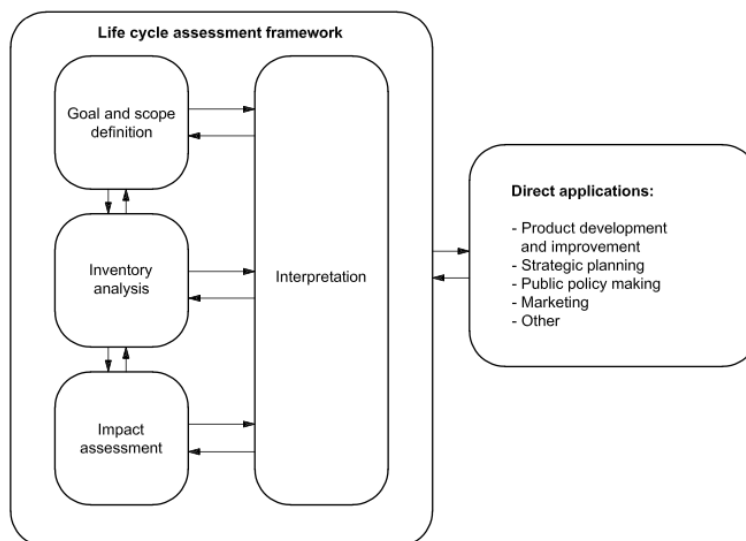 Life cycle assessment framework
Goal and scope
definition
Inventory
analysis
Impact
assessment
Interpretation
Direct applications:
- Product development
and improvement
- Strategic planning
- Public policy making
- Marketing
- Other